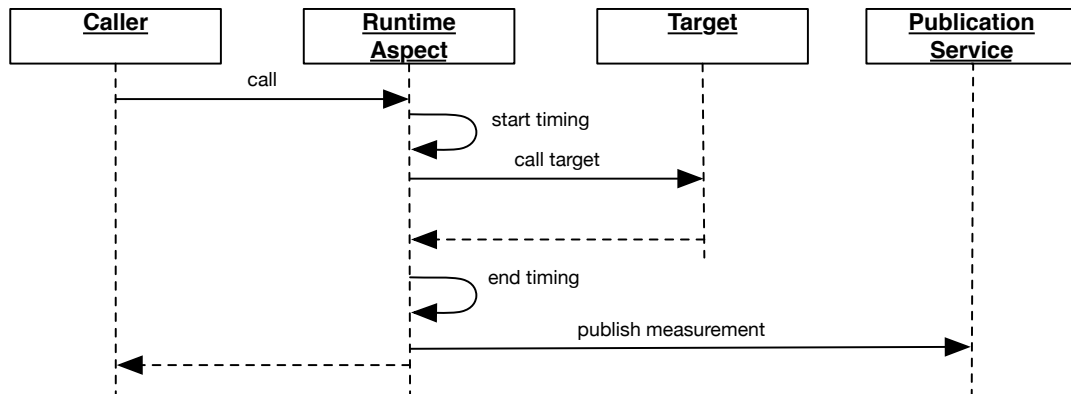 Caller
Runtime
Aspect
Target
Publication
Service
call
start timing
call target
end timing
publish measurement